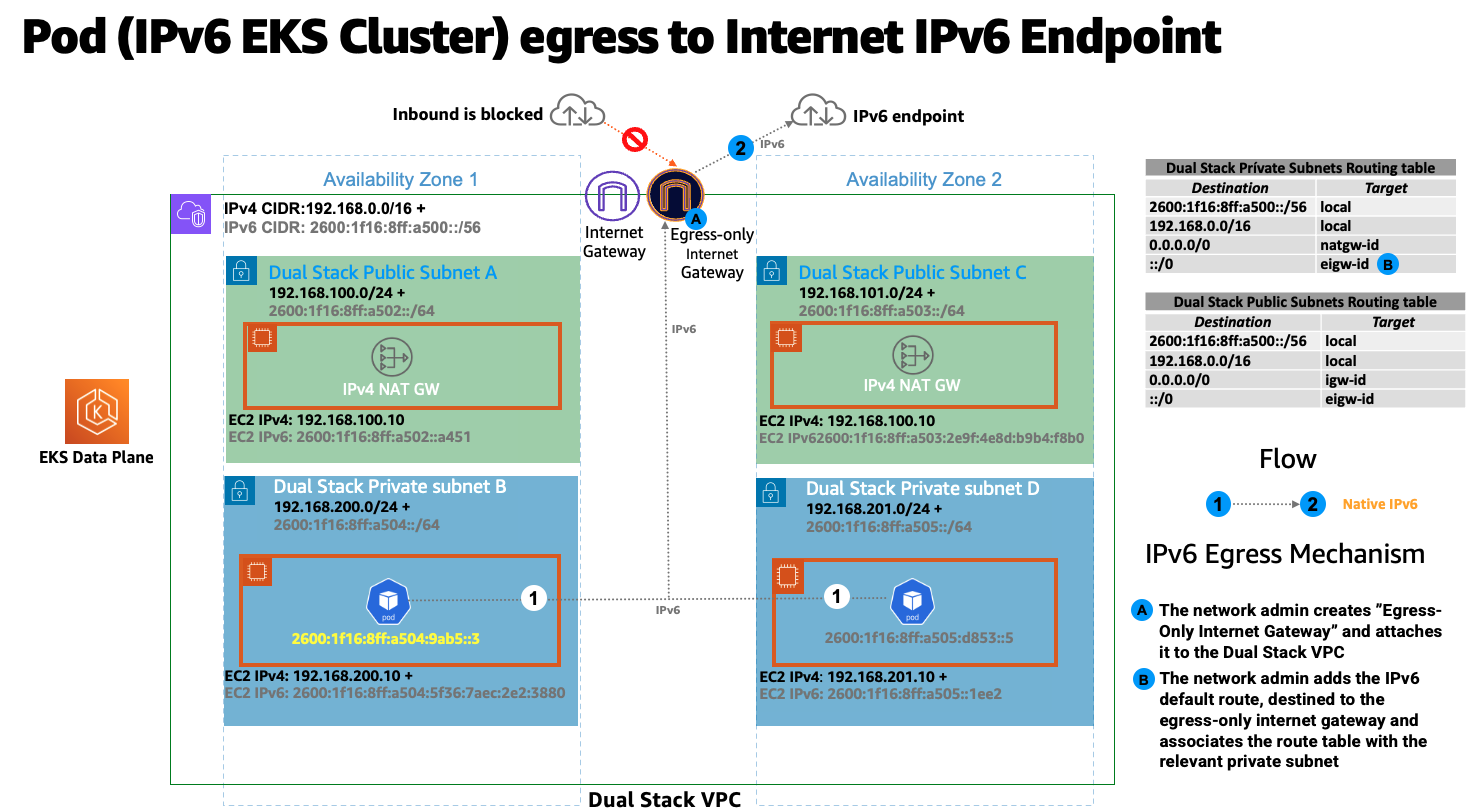 Pod (IPv6 EKS Cluster) egress to Internet IPv6 Endpoint
Inbound is blocked
2
IPv6
IPv6 endpoint
Availability Zone 1
Availability Zone 2
IPv4 CIDR:192.168.0.0/16 +
IPv6 CIDR: 2600:1f16:8ff:a500::/56
Internet
Gateway
A
Egress-only
Internet
Gateway
Dual Stack Public Subnet A
192.168.100.0/24 +
2600:1f16:8ff:a502::/64
IPv4 NAT GW
EC2 IPv4: 192.168.100.10
EC2 IPv6: 2600:1f16:8ff:a502::a451
IPv6
Dual Stack Public Subnet C
192.168.101.0/24 +
2600:1f16:8ff:a503::/64
IPv4 NAT GW
EC2 IPv4: 192.168.100.10
EC2 IPv62600:1f16:8ff:a503:2e9f:4e8d:b9b4:f8b0
K
EKS Data Plane
Dual Stack Private subnet B
192.168.200.0/24 +
2600:1f16:8ff:a504::/64
pod
1
2600:1f16:8ff:a504:9ab5::3
EC2 IPv4: 192.168.200.10 +
EC2 IPv6: 2600:1f16:8ff:a504:5f36:7aec:2e2:3880
IPv6
Dual Stack Private subnet D
192.168.201.0/24 +
2600:1f16:8ff:a505::/64
1
pod
2600:1f16:8ff:a505:d853::5
EC2 IPv4: 192.168.201.10 +
EC2 IPv6: 2600:1f16:8ff:a505::1ee2
Dual Stack VPC
Dual Stack Prívate Subnets Routing table
Destination Target
2600:1f16:8ff:a500::/56 local
192.168.0.0/16 local
0.0.0.0/0 natgw-id
::/0 eigw-id B
Dual Stack Public Subnets Routing table
Destination Target
2600:1f16:8ff:a500::/56 local
192.168.0.0/16 local
0.0.0.0/0 igw-id
::/0 eigw-id
Flow
1 2 Native IPv6
IPv6 Egress Mechanism
A The network admin creates ”Egress-
Only Internet Gateway” and attaches
it to the Dual Stack VPC
B The network admin adds the IPv6
default route, destined to the
egress-only internet gateway and
associates the route table with the
relevant private subnet